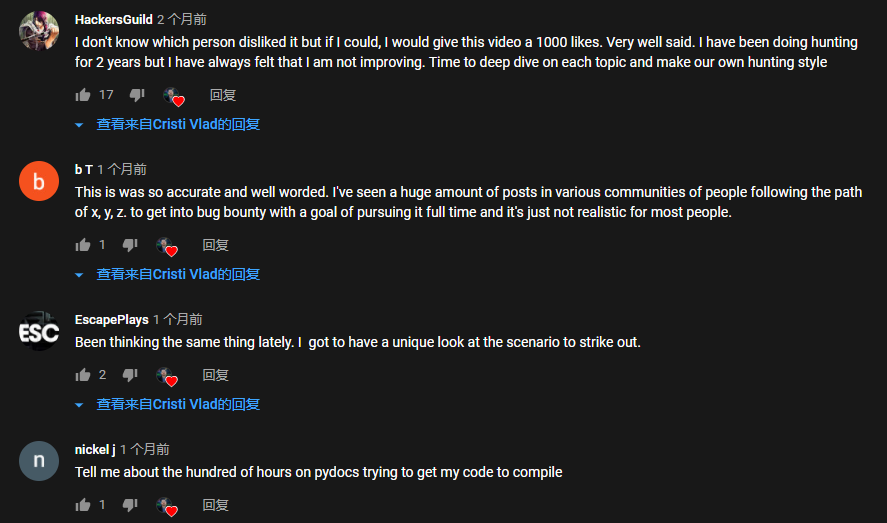 HackersGuild 2 个月前
I don't know which person disliked it but if I could, I would give this video a 1000 likes. Very well said. I have been doing hunting
for 2 years but I have always felt that I am not improving. Time to deep dive on each topic and make our own hunting style
17 回复
查看来自Cristi Vlad的回复
b
b T 1 个月前
This is was so accurate and well worded. I've seen a huge amount of posts in various communities of people following the path
of x, y, z. to get into bug bounty with a goal of pursuing it full time and it's just not realistic for most people.
1 回复
查看来自Cristi Vlad的回复
ESC
EscapePlays 1 个月前
Been thinking the same thing lately. I  got to have a unique look at the scenario to strike out.
2 回复
查看来自Cristi Vlad的回复
n
nickel j 1 个月前
Tell me about the hundred of hours on pydocs trying to get my code to compile
1 回复